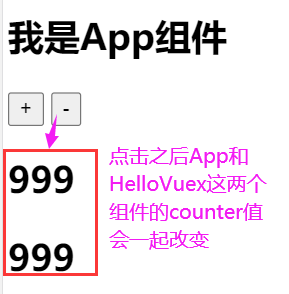 我是App组件
+ -
999
999
点击之后App和
HelloVuex这两个
组件的counter值
会一起改变